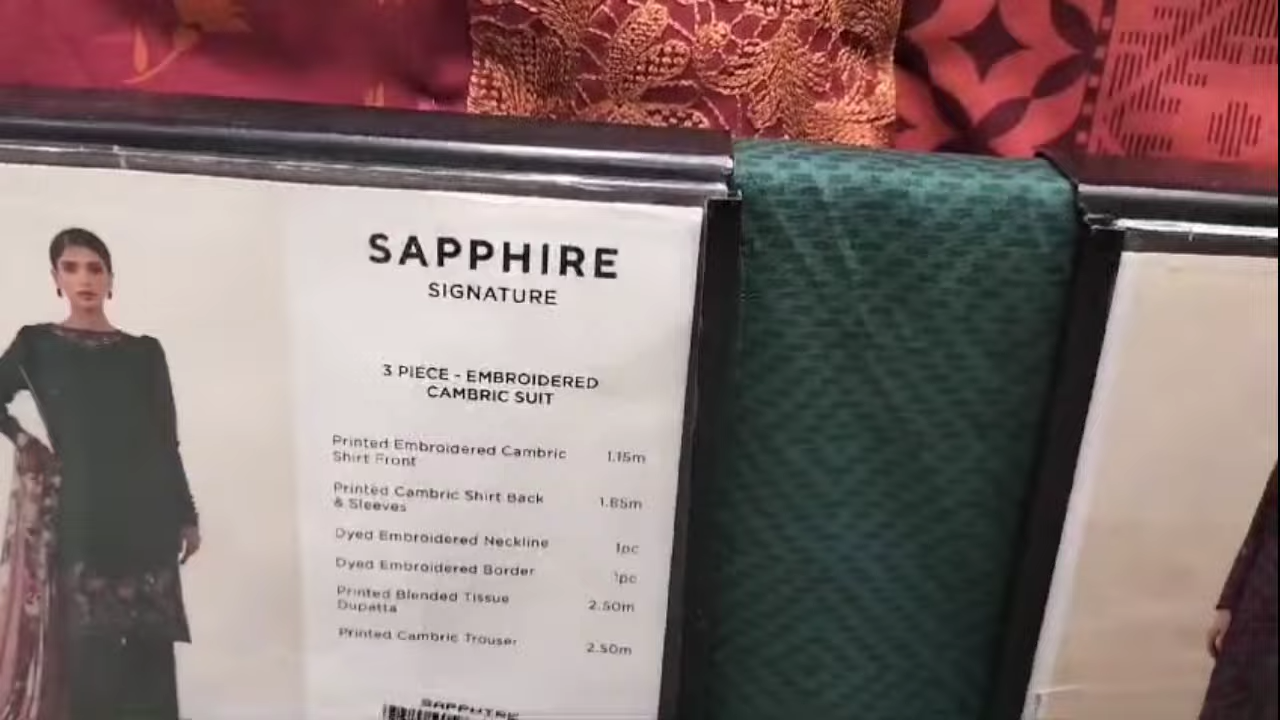 SAPPHIRE
SIGNATURE
3 PIECE - EMBROIDERED
CAMBRIC SUIT
Printed Embroidered Cambric 1.15m
Shirt Front
Printed Cambric Shirt Back 1.85m
& Sleeves
Dyed Embroidered Neckline 1pc
Dyed Embroidered Border 1pc
Printed Blended Tissue 2.50m
Dupatta
Printed Cambric Trouser 2.50m
SAPPHIRE